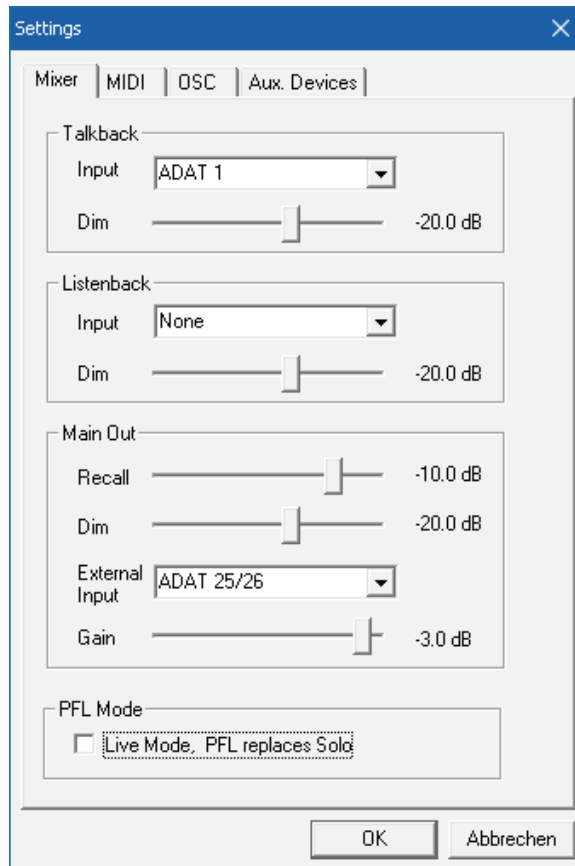 Settings
Mixer MIDI OSC Aux. Devices
Talkback
Input ADAT 1
Dim -20.0 dB
Listenback
Input None
Dim -20.0 dB
Main Out
Recall -10.0 dB
Dim -20.0 dB
External
Input ADAT 25/26
Gain -3.0 dB
PFL Mode
Live Mode, PFL replaces Solo
OK Abbrechen